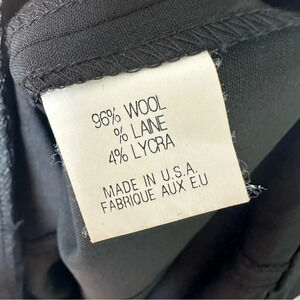 96% WOOL
% LAINE
4% LYCRA
MADE IN U.S.A.
FABRIQUE AUX E.U